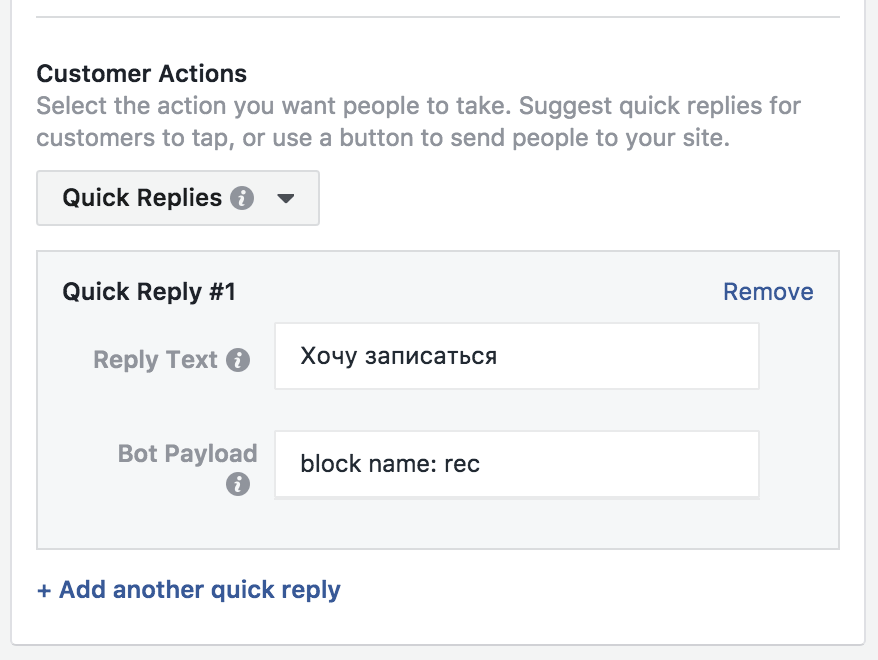 Customer Actions
Select the action you want people to take. Suggest quick replies for
customers to tap, or use a button to send people to your site.
Quick Replies
Quick Reply #1 Remove
Reply Text Хочу записаться
Bot Payload block name: rec
+ Add another quick reply